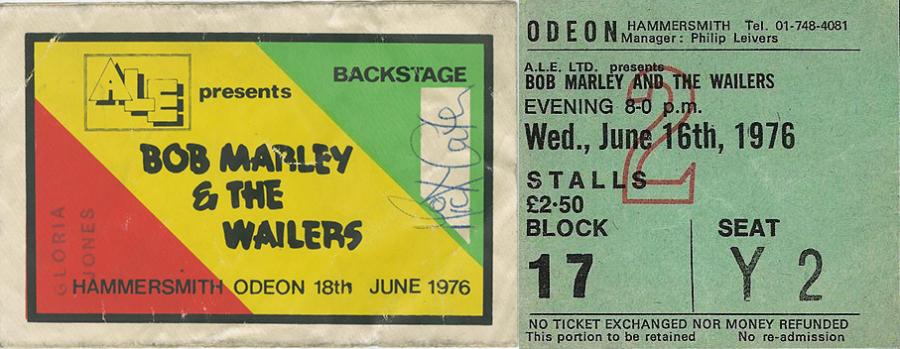 ALE
presents
BACKSTAGE
BOB MARLEY
& THE
WAILERS
GLORIA
JONES
HAMMERSMITH ODEON 18th JUNE 1976
ODEON HAMMERSMITH Tel. 01-748-4081
Manager: Philip Leivers
A.L.E. LTD. presents
BOB MARLEY AND THE WAILERS
EVENING 8-0 p.m.
Wed., June 16th, 1976
2
STALLS
£2·50
BLOCK
17
SEAT
Y 2
NO TICKET EXCHANGED NOR MONEY REFUNDED
This portion to be retained No re-admission